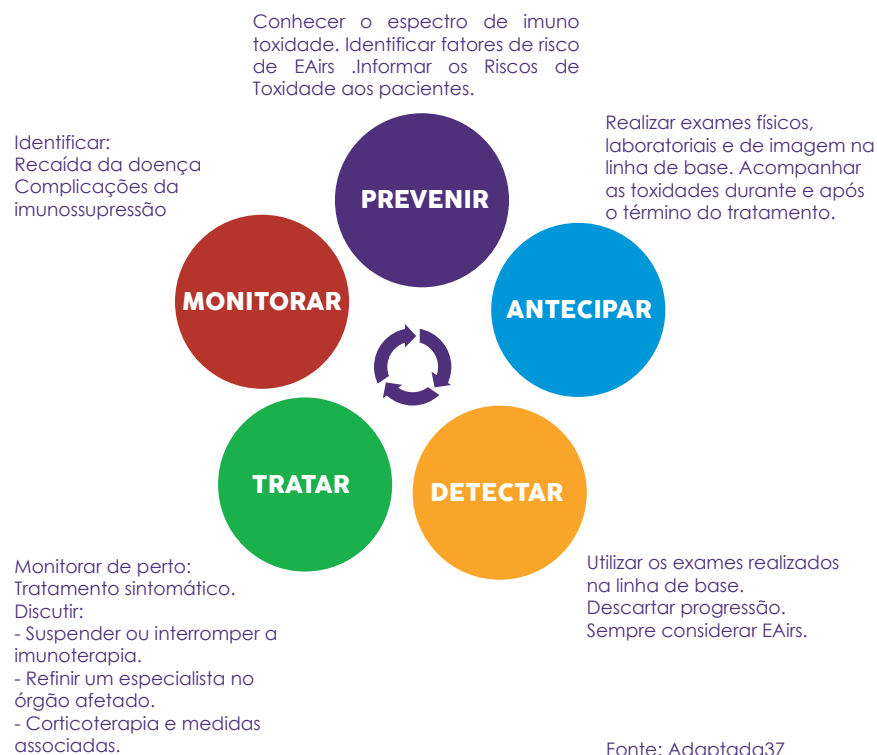 Conhecer o espectro de imuno
toxidade. Identificar fatores de risco
de EAirs .Informar os Riscos de
Toxidade aos pacientes.
PREVENIR
Realizar exames físicos,
laboratoriais e de imagem na
linha de base. Acompanhar
as toxidades durante e após
o término do tratamento.
ANTECIPAR
DETECTAR
Utilizar os exames realizados
na linha de base.
Descartar progressão.
Sempre considerar EAirs.
TRATAR
Monitorar de perto:
Tratamento sintomático.
Discutir:
- Suspender ou interromper a
imunoterapia.
- Refinir um especialista no
órgão afetado.
- Corticoterapia e medidas
associadas.
Identificar:
Recaída da doença
Complicações da
imunossupressão
MONITORAR
Fonte: Adaptada37